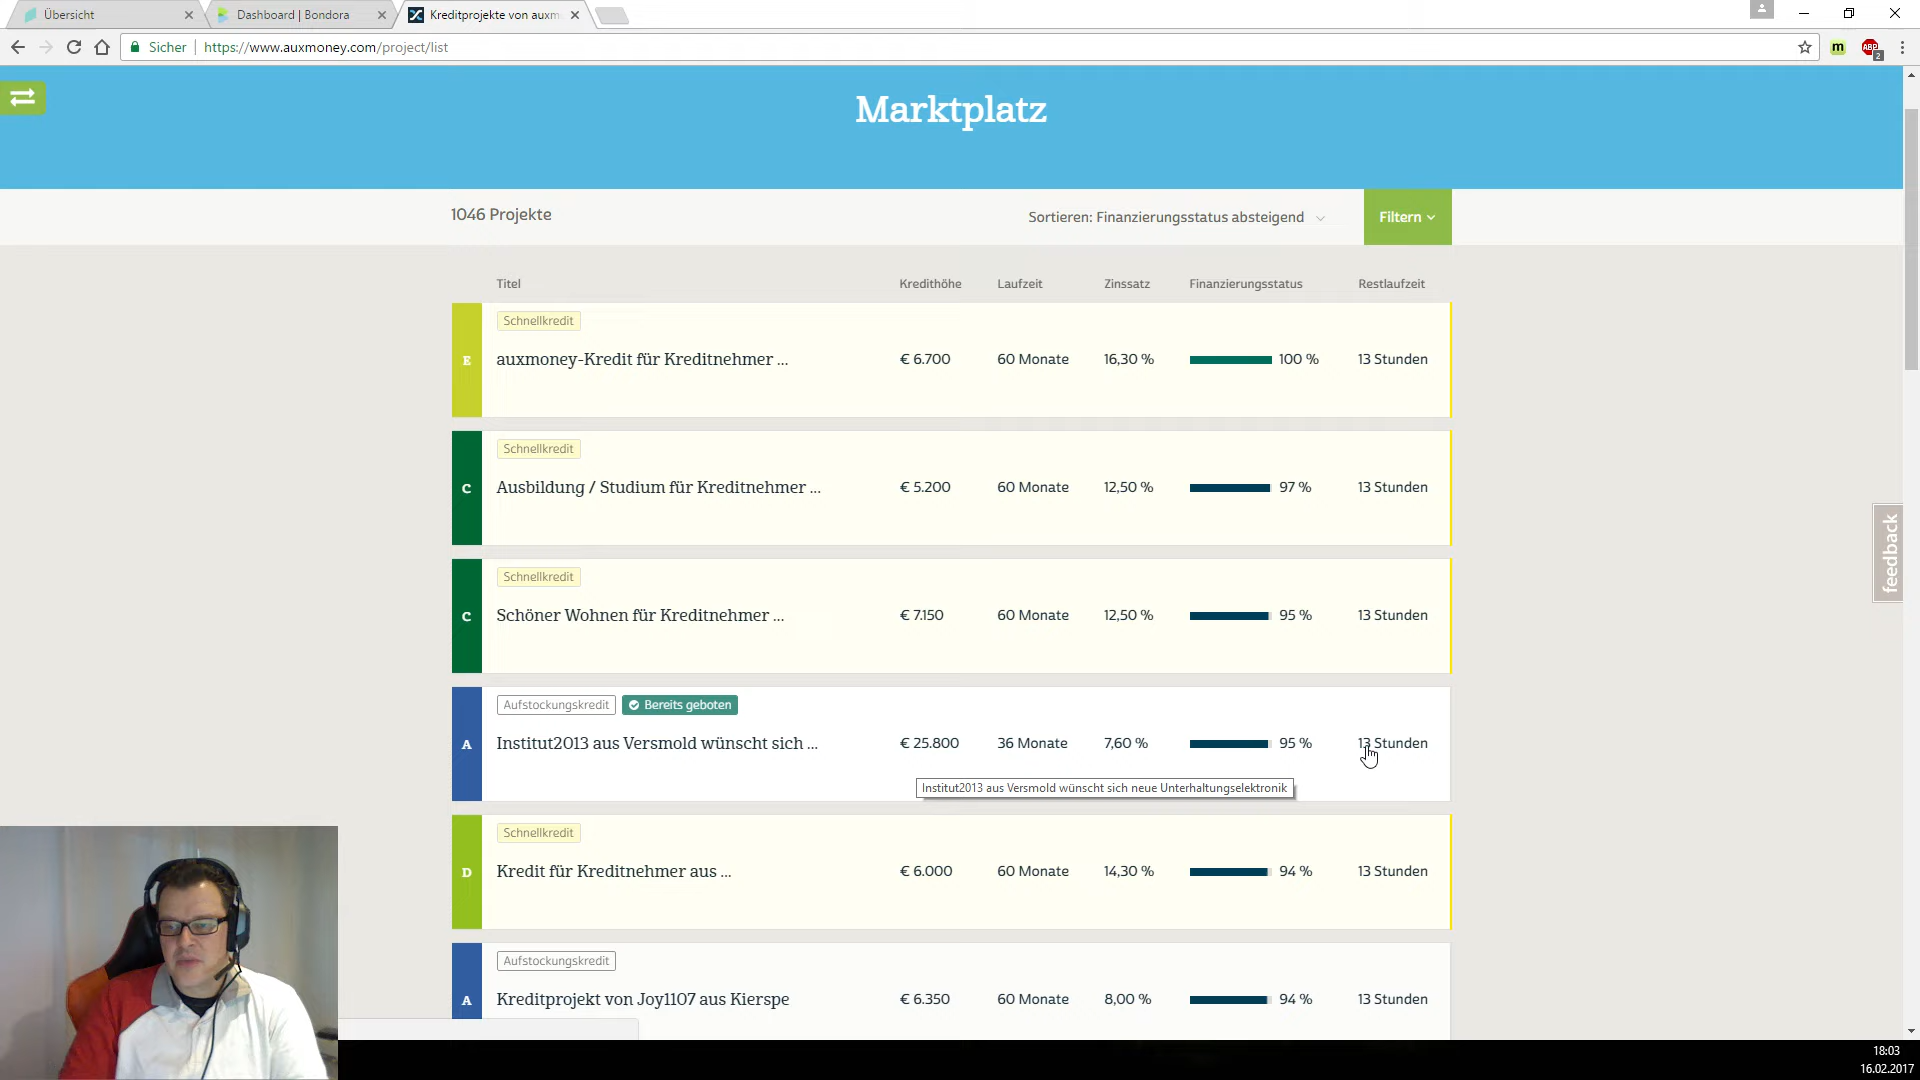 Übersicht
Dashboard | Bondora
Kreditprojekte von auxm
Sicher
https://www.auxmoney.com/project/list
m
ABP
2
Marktplatz
1046 Projekte
Sortieren: Finanzierungsstatus absteigend
Filtern
Titel Kredithöhe Laufzeit Zinssatz Finanzierungsstatus Restlaufzeit
Schnellkredit
E auxmoney-Kredit für Kreditnehmer ... € 6.700 60 Monate 16,30 % 100 % 13 Stunden
Schnellkredit
C Ausbildung / Studium für Kreditnehmer ... € 5.200 60 Monate 12,50 % 97 % 13 Stunden
Schnellkredit
C Schöner Wohnen für Kreditnehmer ... € 7.150 60 Monate 12,50 % 95 % 13 Stunden
Aufstockungskredit Bereits geboten
A Institut2013 aus Versmold wünscht sich ... € 25.800 36 Monate 7,60 % 95 % 13 Stunden
Institut2013 aus Versmold wünscht sich neue Unterhaltungselektronik
Schnellkredit
D Kredit für Kreditnehmer aus ... € 6.000 60 Monate 14,30 % 94 % 13 Stunden
Aufstockungskredit
A Kreditprojekt von Joy1107 aus Kierspe € 6.350 60 Monate 8,00 % 94 % 13 Stunden
feedback
18:03
16.02.2017